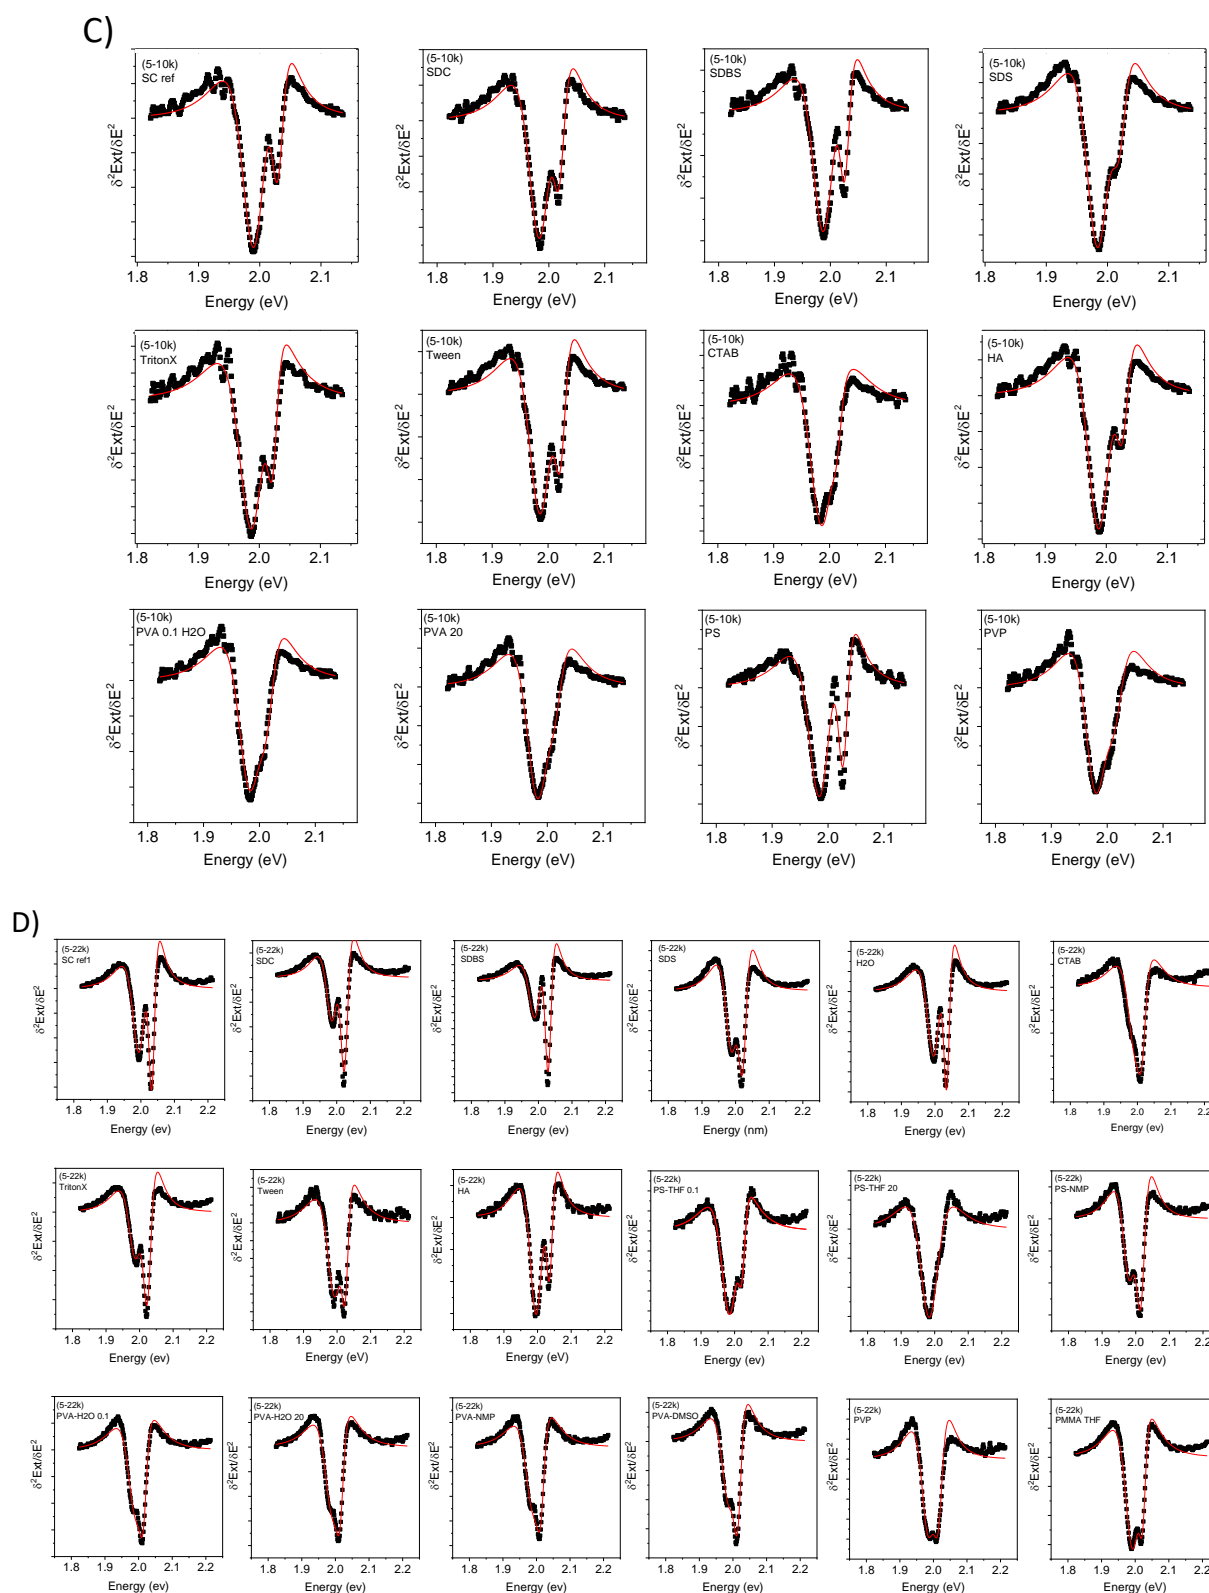 C)
(5-10k)
SC ref
δ²Ext/δE²
1.8 1.9 2.0 2.1
Energy (eV)
(5-10k)
SDC
δ²Ext/δE²
1.8 1.9 2.0 2.1
Energy (eV)
(5-10k)
SDBS
δ²Ext/δE²
1.8 1.9 2.0 2.1
Energy (eV)
(5-10k)
SDS
δ²Ext/δE²
1.8 1.9 2.0 2.1
Energy (eV)
(5-10k)
TritonX
δ²Ext/δE²
1.8 1.9 2.0 2.1
Energy (eV)
(5-10k)
Tween
δ²Ext/δE²
1.8 1.9 2.0 2.1
Energy (eV)
(5-10k)
CTAB
δ²Ext/δE²
1.8 1.9 2.0 2.1
Energy (eV)
(5-10k)
HA
δ²Ext/δE²
1.8 1.9 2.0 2.1
Energy (eV)
(5-10k)
PVA 0.1 H2O
δ²Ext/δE²
1.8 1.9 2.0 2.1
Energy (eV)
(5-10k)
PVA 20
δ²Ext/δE²
1.8 1.9 2.0 2.1
Energy (eV)
(5-10k)
PS
δ²Ext/δE²
1.8 1.9 2.0 2.1
Energy (eV)
(5-10k)
PVP
δ²Ext/δE²
1.8 1.9 2.0 2.1
Energy (eV)
D)
(5-22k)
SC ref1
δ²Ext/δE²
1.8 1.9 2.0 2.1 2.2
Energy (ev)
(5-22k)
SDC
δ²Ext/δE²
1.8 1.9 2.0 2.1 2.2
Energy (ev)
(5-22k)
SDBS
δ²Ext/δE²
1.8 1.9 2.0 2.1 2.2
Energy (ev)
(5-22k)
SDS
δ²Ext/δE²
1.8 1.9 2.0 2.1 2.2
Energy (nm)
(5-22k)
H2O
δ²Ext/δE²
1.8 1.9 2.0 2.1 2.2
Energy (ev)
(5-22k)
CTAB
δ²Ext/δE²
1.8 1.9 2.0 2.1 2.2
Energy (ev)
(5-22k)
TritonX
δ²Ext/δE²
1.8 1.9 2.0 2.1 2.2
Energy (ev)
(5-22k)
Tween
δ²Ext/δE²
1.8 1.9 2.0 2.1 2.2
Energy (eV)
(5-22k)
HA
δ²Ext/δE²
1.8 1.9 2.0 2.1 2.2
Energy (ev)
(5-22k)
PS-THF 0.1
δ²Ext/δE²
1.8 1.9 2.0 2.1 2.2
Energy (ev)
(5-22k)
PS-THF 20
δ²Ext/δE²
1.8 1.9 2.0 2.1 2.2
Energy (ev)
(5-22k)
PS-NMP
δ²Ext/δE²
1.8 1.9 2.0 2.1 2.2
Energy (ev)
(5-22k)
PVA-H2O 0.1
δ²Ext/δE²
1.8 1.9 2.0 2.1 2.2
Energy (ev)
(5-22k)
PVA-H2O 20
δ²Ext/δE²
1.8 1.9 2.0 2.1 2.2
Energy (ev)
(5-22k)
PVA-NMP
δ²Ext/δE²
1.8 1.9 2.0 2.1 2.2
Energy (ev)
(5-22k)
PVA-DMSO
δ²Ext/δE²
1.8 1.9 2.0 2.1 2.2
Energy (ev)
(5-22k)
PVP
δ²Ext/δE²
1.8 1.9 2.0 2.1 2.2
Energy (ev)
(5-22k)
PMMA THF
δ²Ext/δE²
1.8 1.9 2.0 2.1 2.2
Energy (ev)